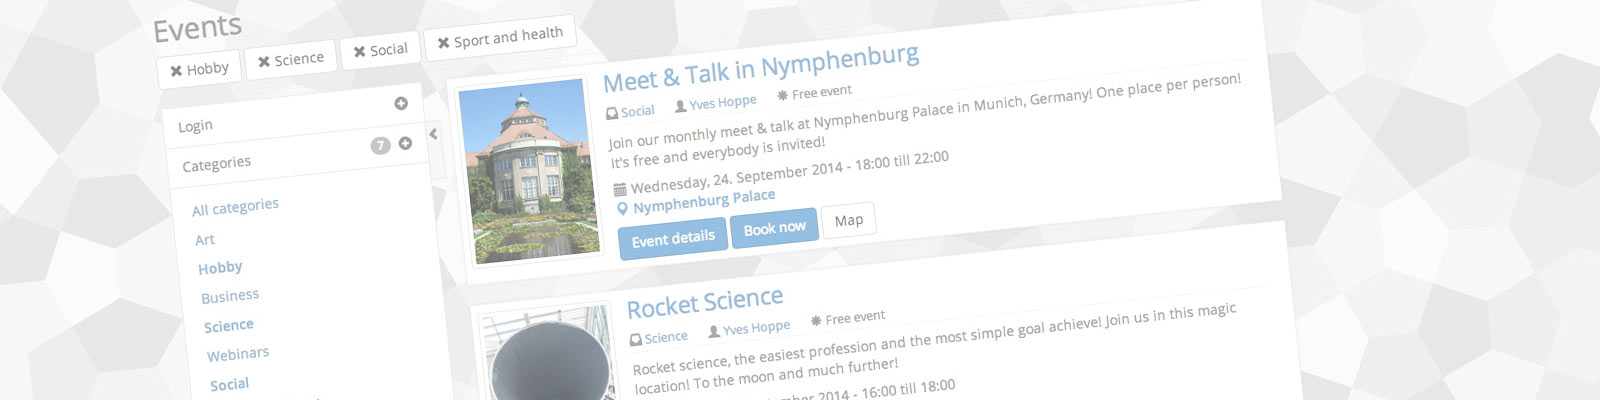 Events
✖ Hobby ✖ Science ✖ Social ✖ Sport and health
Login
Categories 7
All categories
Art
Hobby
Business
Science
Webinars
Social
Meet & Talk in Nymphenburg
Social Yves Hoppe Free event
Join our monthly meet & talk at Nymphenburg Palace in Munich, Germany! One place per person!
It's free and everybody is invited!
Wednesday, 24. September 2014 - 18:00 till 22:00
Nymphenburg Palace
Event details Book now Map
Rocket Science
Science Yves Hoppe Free event
Rocket science, the easiest profession and the most simple goal achieve! Join us in this magic
location! To the moon and much further!
2014 - 16:00 till 18:00